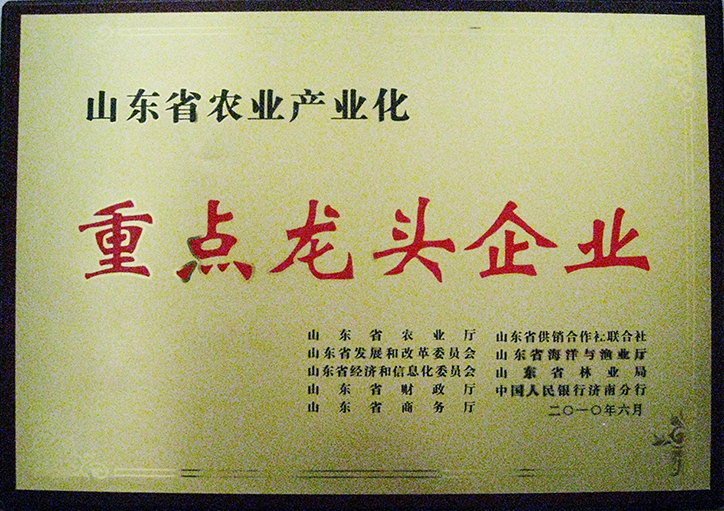 山东省农业产业化
重点龙头企业
山东省农业厅
山东省发展和改革委员会
山东省经济和信息化委员会
山东省财政厅
山东省商务厅
山东省供销合作社联合社
山东省海洋与渔业厅
山东省林业局
中国人民银行济南分行
二〇一〇年六月